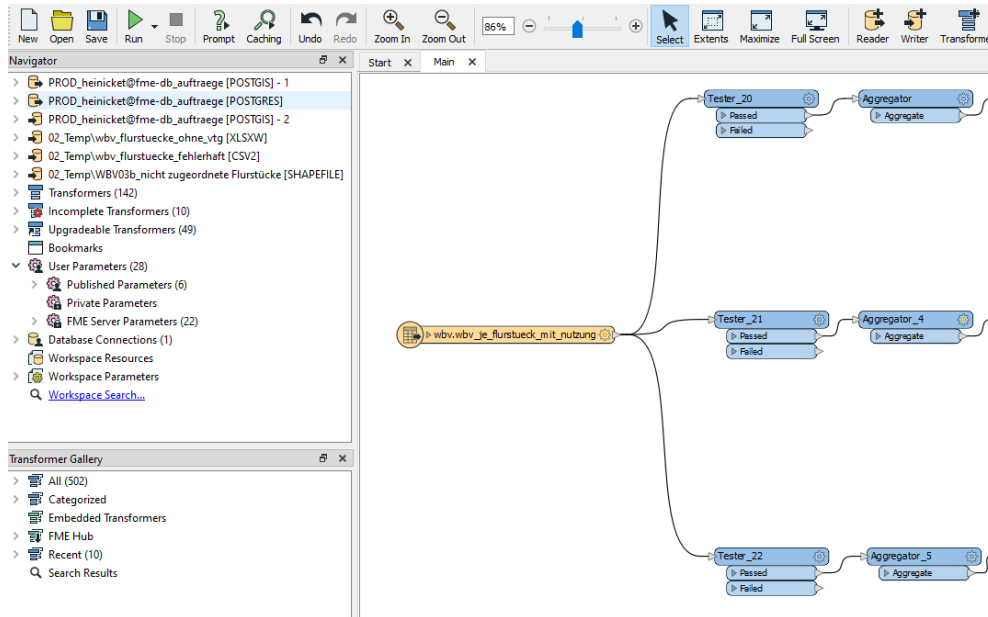 New Open Save Run Stop Prompt Caching Undo Redo Zoom In Zoom Out 86% Select Extents Maximize Full Screen Reader Writer Transforme
Navigator
Start Main
PROD_heinicket@fme-db_auftraege [POSTGIS] - 1
PROD_heinicket@fme-db_auftraege [POSTGRES]
PROD_heinicket@fme-db_auftraege [POSTGIS] - 2
02_Temp\wbv_flurstuecke_ohne_vtg [XLSXW]
02_Temp\wbv_fluerstuecke_fehlerhaft [CSV2]
02_Temp\WBV03b_nicht zugeordnete Flurstücke [SHAPEFILE]
Transformers (142)
Incomplete Transformers (10)
Upgradeable Transformers (49)
Bookmarks
User Parameters (28)
Published Parameters (6)
Private Parameters
FME Server Parameters (22)
Database Connections (1)
Workspace Resources
Workspace Parameters
Workspace Search...
Transformer Gallery
All (502)
Categorized
Embedded Transformers
FME Hub
Recent (10)
Search Results
Tester_20
Passed
Failed
Aggregator
Aggregate
wbv.wbv_je_flurstueck_mit_nutzung
Tester_21
Passed
Failed
Aggregator_4
Aggregate
Tester_22
Passed
Failed
Aggregator_5
Aggregate